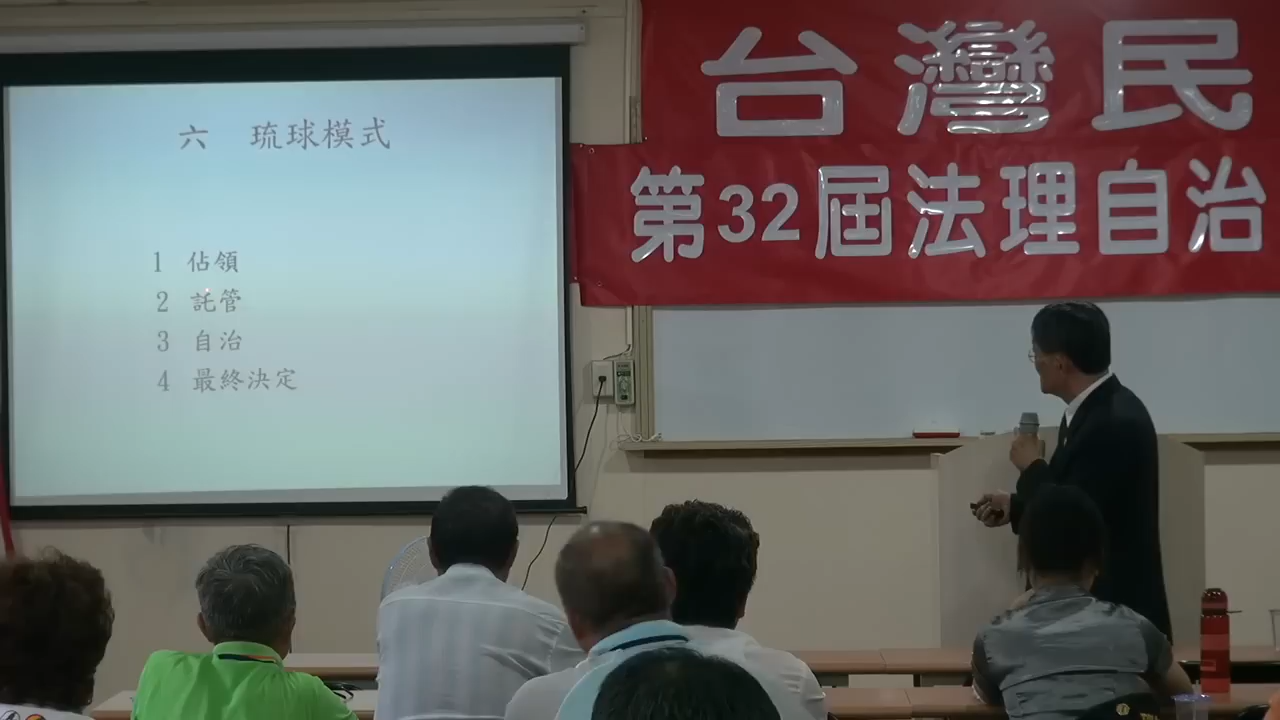 六 琉球模式
1 佔領
2 託管
3 自治
4 最終決定
台灣民
第32屆法理自治